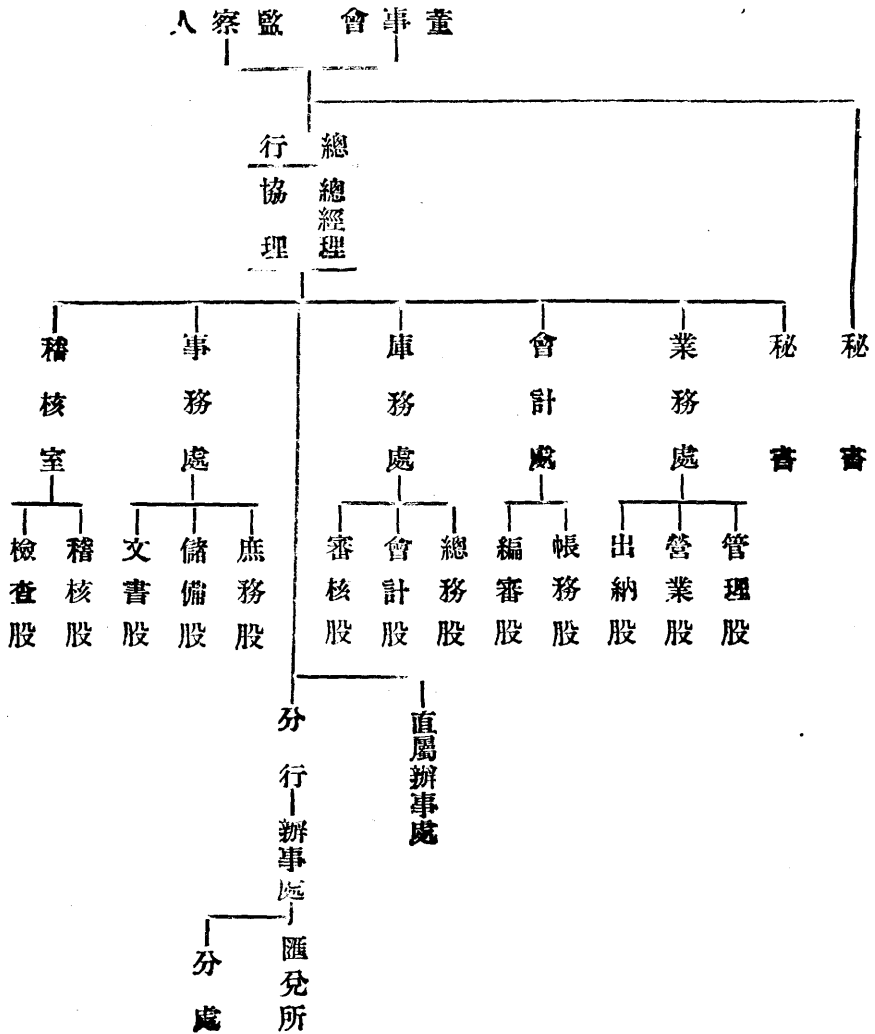 董事會
監察人
總行
總經理
協理
秘書
秘書
業務處
會計處
庫務處
事務處
稽核室
管理股
營業股
出納股
帳務股
編審股
總務股
會計股
審核股
庶務股
儲備股
文書股
稽核股
檢查股
直屬辦事處
分行
辦事處
匯兌所
分處